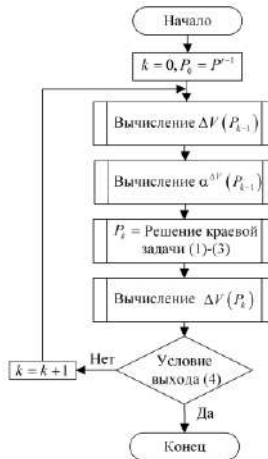 Начало
k = 0, P₀ = Pʳ⁻¹
Вычисление ΔV(Pₖ₋₁)
Вычисление α^ΔV(Pₖ₋₁)
Pₖ = Решение краевой
задачи (1)-(3)
Вычисление ΔV(Pₖ)
Нет
k = k + 1
Условие
выхода (4)
Да
Конец